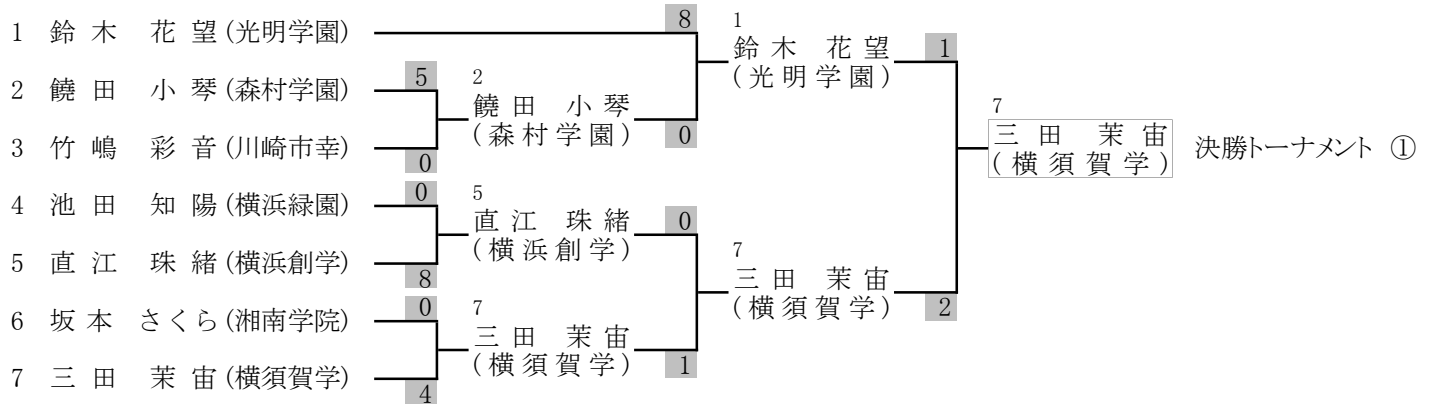 1 鈴木 花望(光明学園)
2 饒田 小琴(森村学園)
3 竹嶋 彩音(川崎市幸)
4 池田 知陽(横浜緑園)
5 直江 珠緒(横浜創学)
6 坂本 さくら(湘南学院)
7 三田 茉宙(横須賀学)
5
0
0
8
0
4
2
饒田 小琴
(森村学園)
5
直江 珠緒
(横浜創学)
7
三田 茉宙
(横須賀学)
8
0
0
1
1
鈴木 花望
(光明学園)
7
三田 茉宙
(横須賀学)
1
2
7
三田 茉宙
(横須賀学)
決勝トーナメント ①